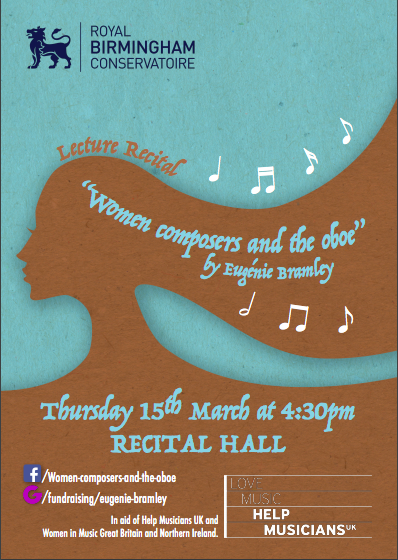 ROYAL
BIRMINGHAM
CONSERVATOIRE
Lecture Recital
“Women composers and the oboe”
by Eugénie Bramley
Thursday 15th March at 4:30pm
RECITAL HALL
f/Women-composers-and-the-oboe
G/fundraising/eugenie-bramley
In aid of Help Musicians UK and
Women in Music Great Britain and Northern Ireland.
LOVE
MUSIC
HELP
MUSICIANS UK